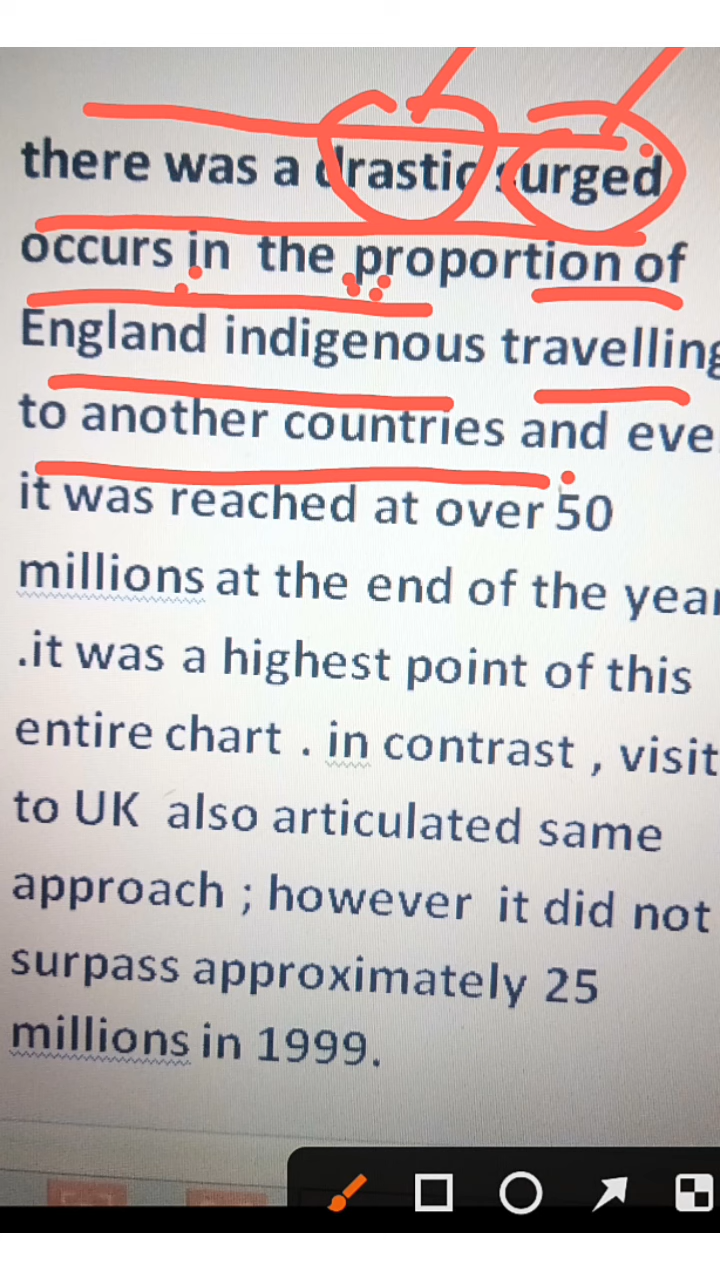 there was a drastic surged
occurs in the proportion of
England indigenous travelling
to another countries and
it was reached at over 50
millions at the end of the year
.it was a highest point of this
entire chart . in contrast , visit
to UK also articulated same
approach ; however it did not
surpass approximately 25
millions in 1999.